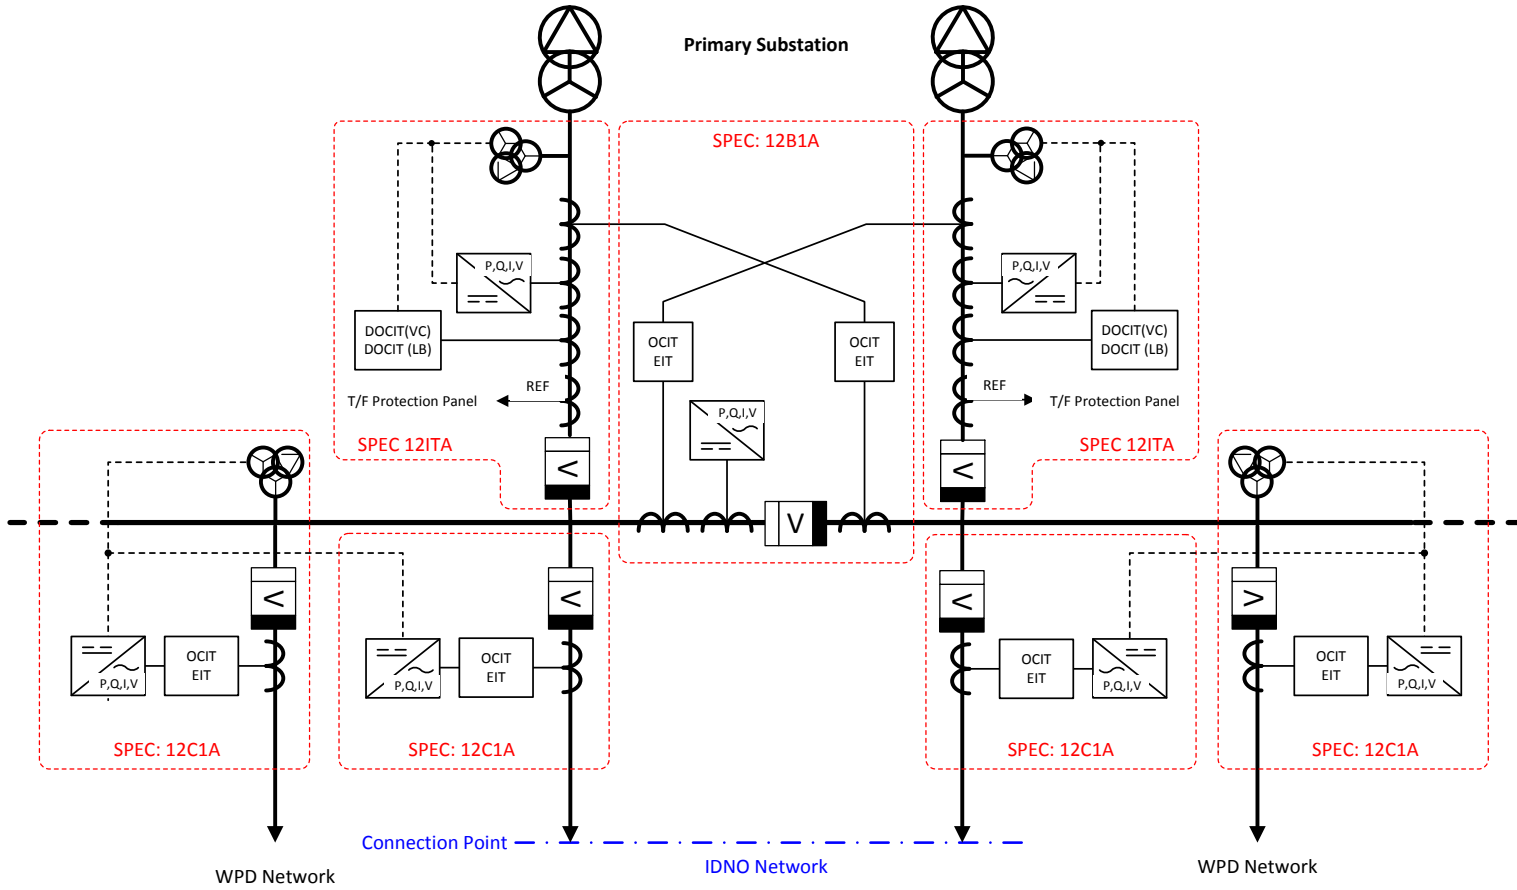 Primary Substation
SPEC: 12B1A
P,Q,I,V
P,Q,I,V
DOCIT(VC)
DOCIT (LB)
OCIT
EIT
OCIT
EIT
DOCIT(VC)
DOCIT (LB)
REF
REF
T/F Protection Panel
T/F Protection Panel
P,Q,I,V
SPEC 12ITA
SPEC 12ITA
V
V
V
V
V
V
V
OCIT
EIT
OCIT
EIT
OCIT
EIT
OCIT
EIT
P,Q,I,V
P,Q,I,V
P,Q,I,V
P,Q,I,V
SPEC: 12C1A
SPEC: 12C1A
SPEC: 12C1A
SPEC: 12C1A
Connection Point
IDNO Network
WPD Network
WPD Network